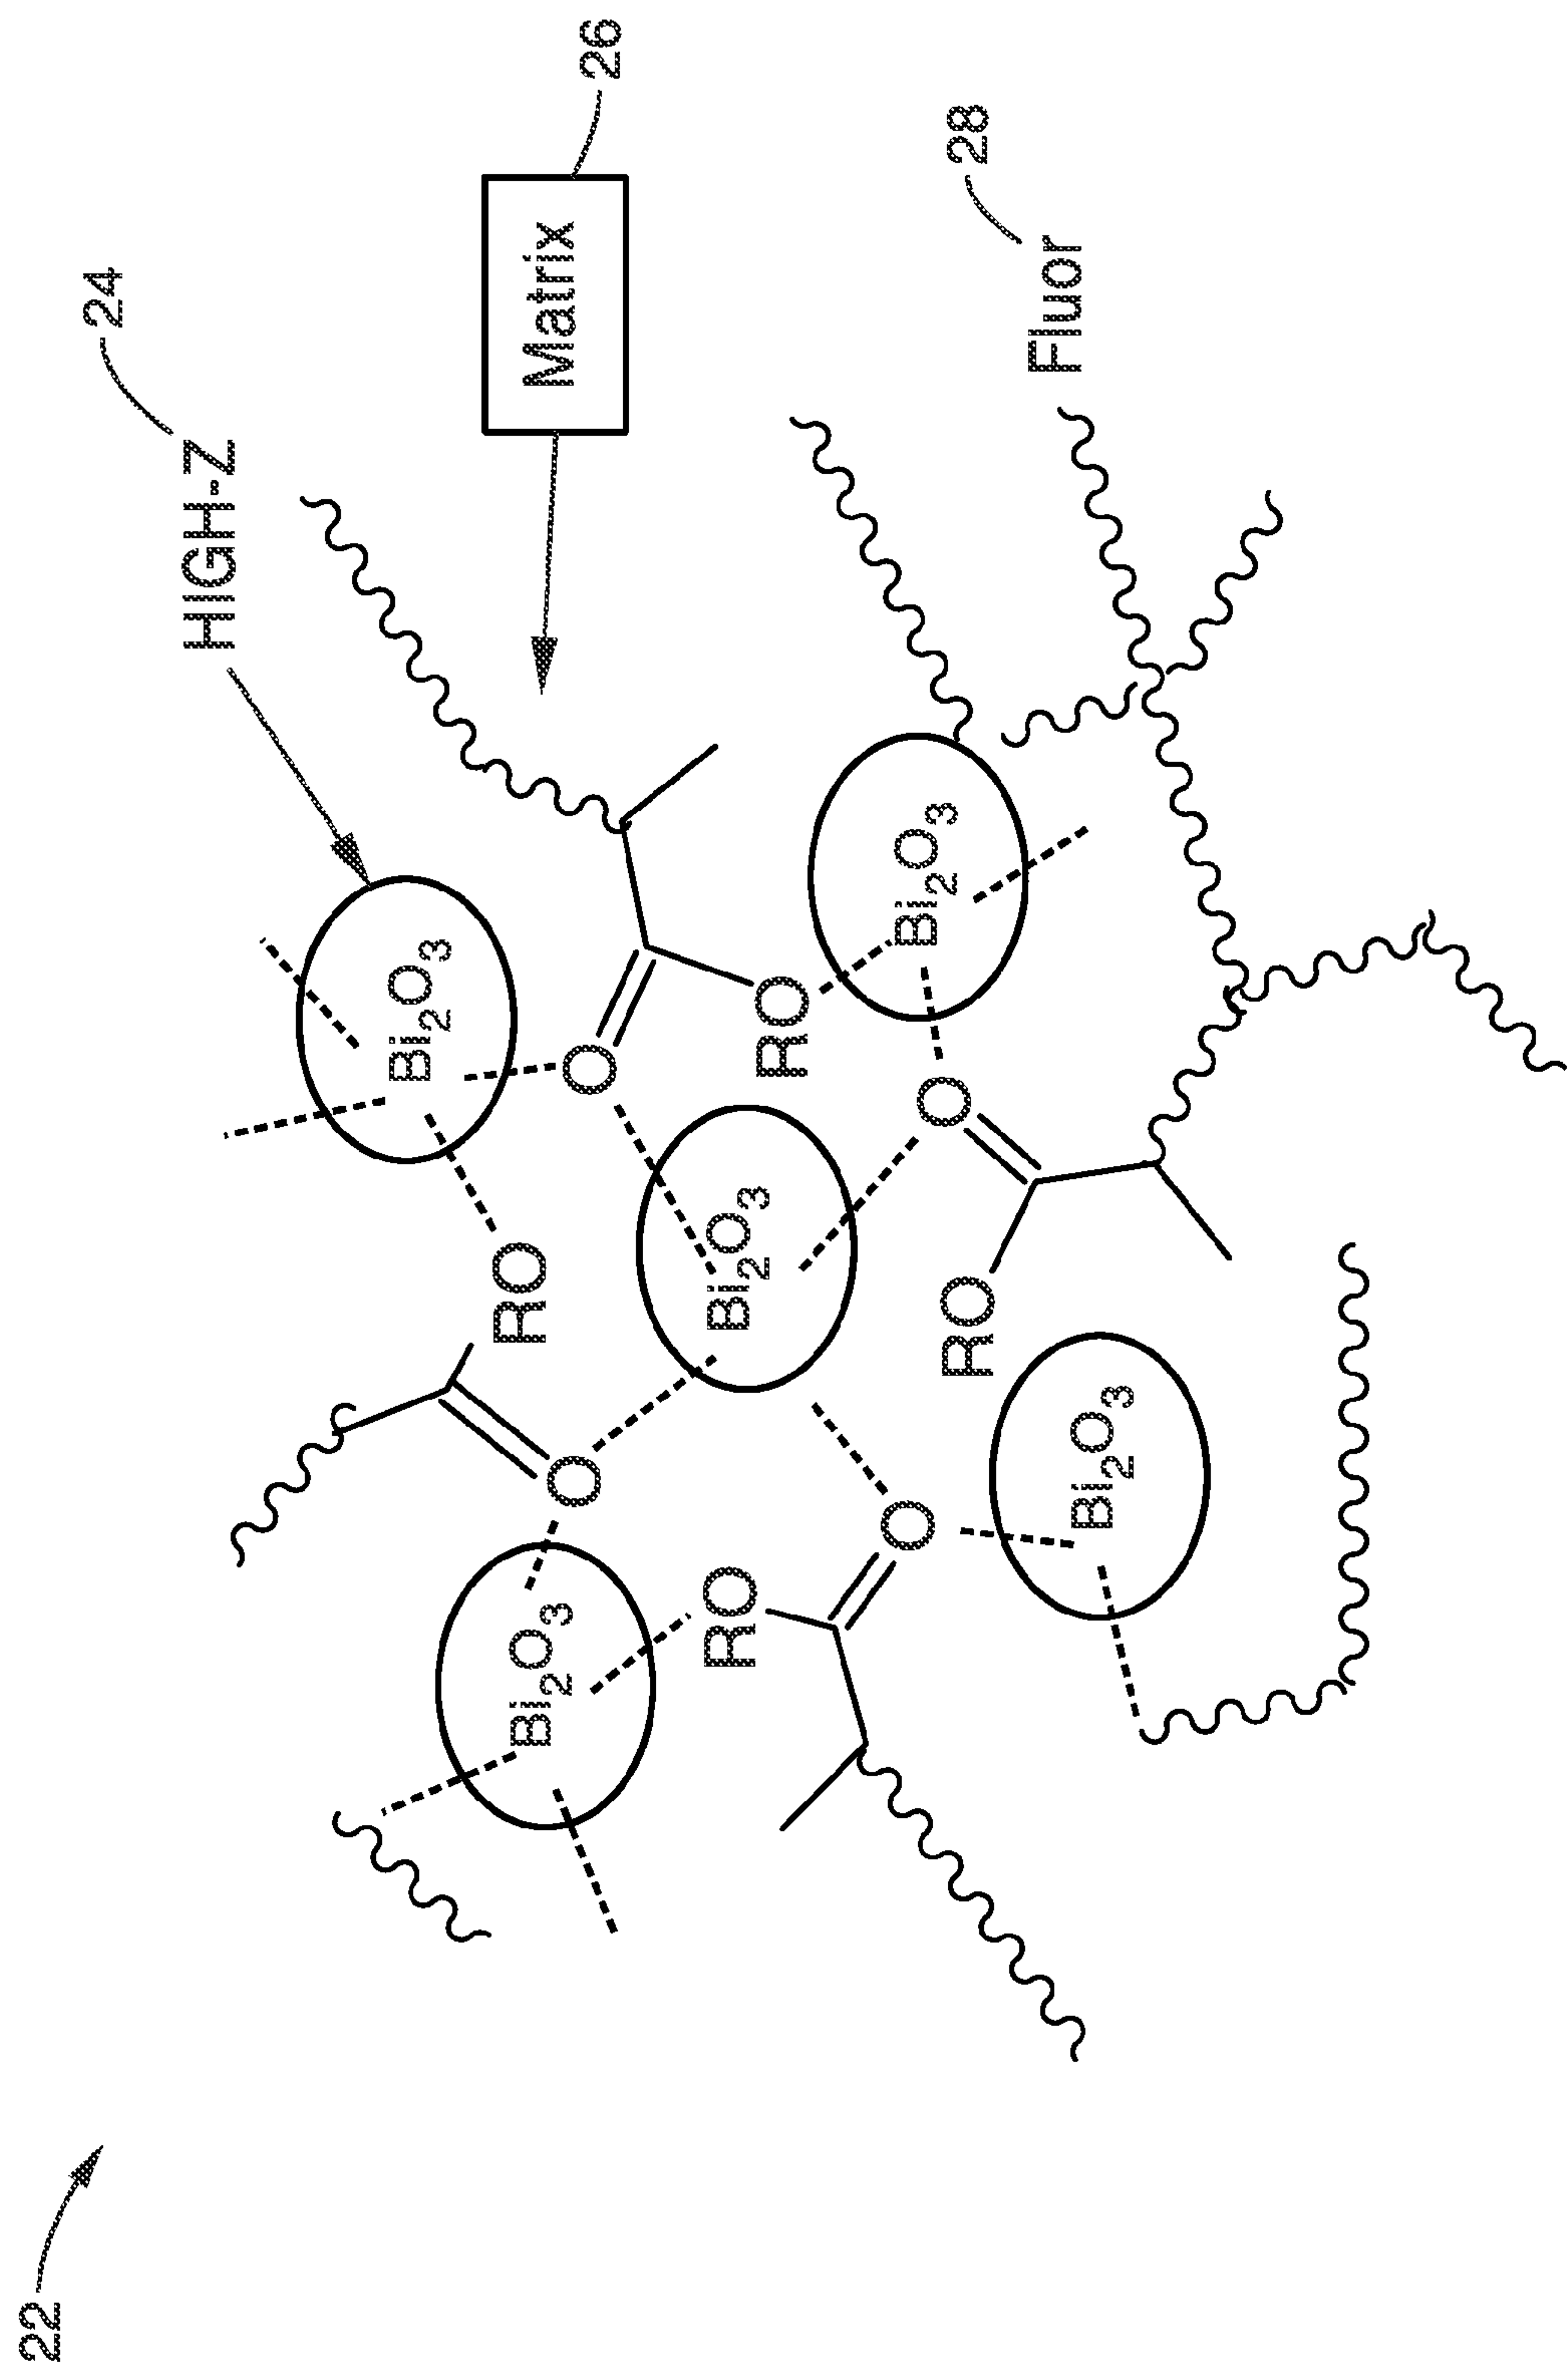 22
24
HIGH-Z
26
Matrix
Bi₂O₃
RO
O
Bi₂O₃
O
RO
Bi₂O₃
RO
Bi₂O₃
28
Fluor
O
O
RO
Bi₂O₃